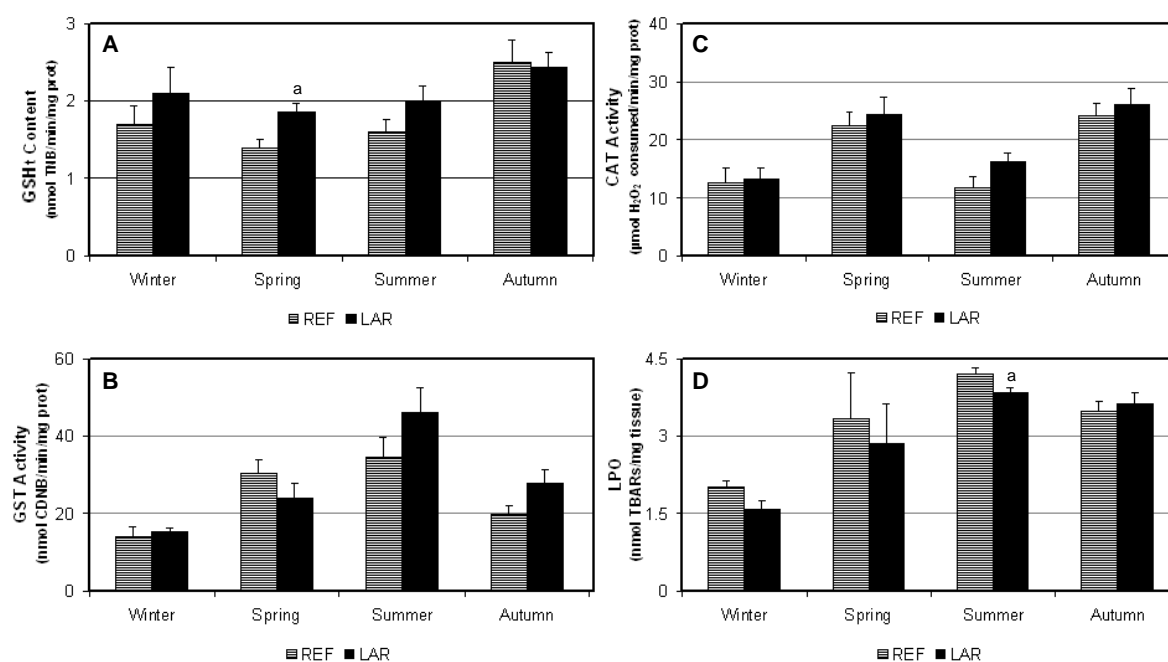 A
GSHt Content
(nmol TNB/min/mg prot)
3
2
1
0
a
Winter Spring Summer Autumn
REF LAR
C
CAT Activity
(µmol H₂O₂ consumed/min/mg prot)
40
30
20
10
0
Winter Spring Summer Autumn
REF LAR
B
GST Activity
(nmol CDNB/min/mg prot)
60
40
20
0
Winter Spring Summer Autumn
REF LAR
D
LPO
(nmol TBARs/mg tissue)
4.5
3
1.5
0
a
Winter Spring Summer Autumn
REF LAR